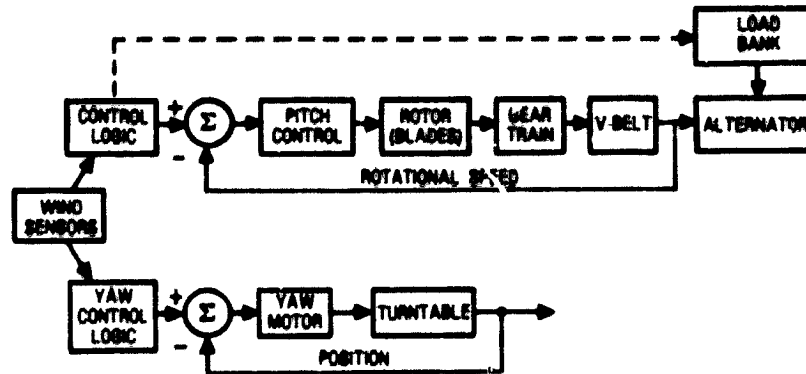 LOAD
BANK
CONTROL
LOGIC
+
Σ
-
PITCH
CONTROL
ROTOR
(BLADES)
GEAR
TRAIN
V-BELT
ALTERNATOR
ROTATIONAL SPEED
WIND
SENSORS
YAW
CONTROL
LOGIC
+
Σ
-
YAW
MOTOR
TURNTABLE
POSITION